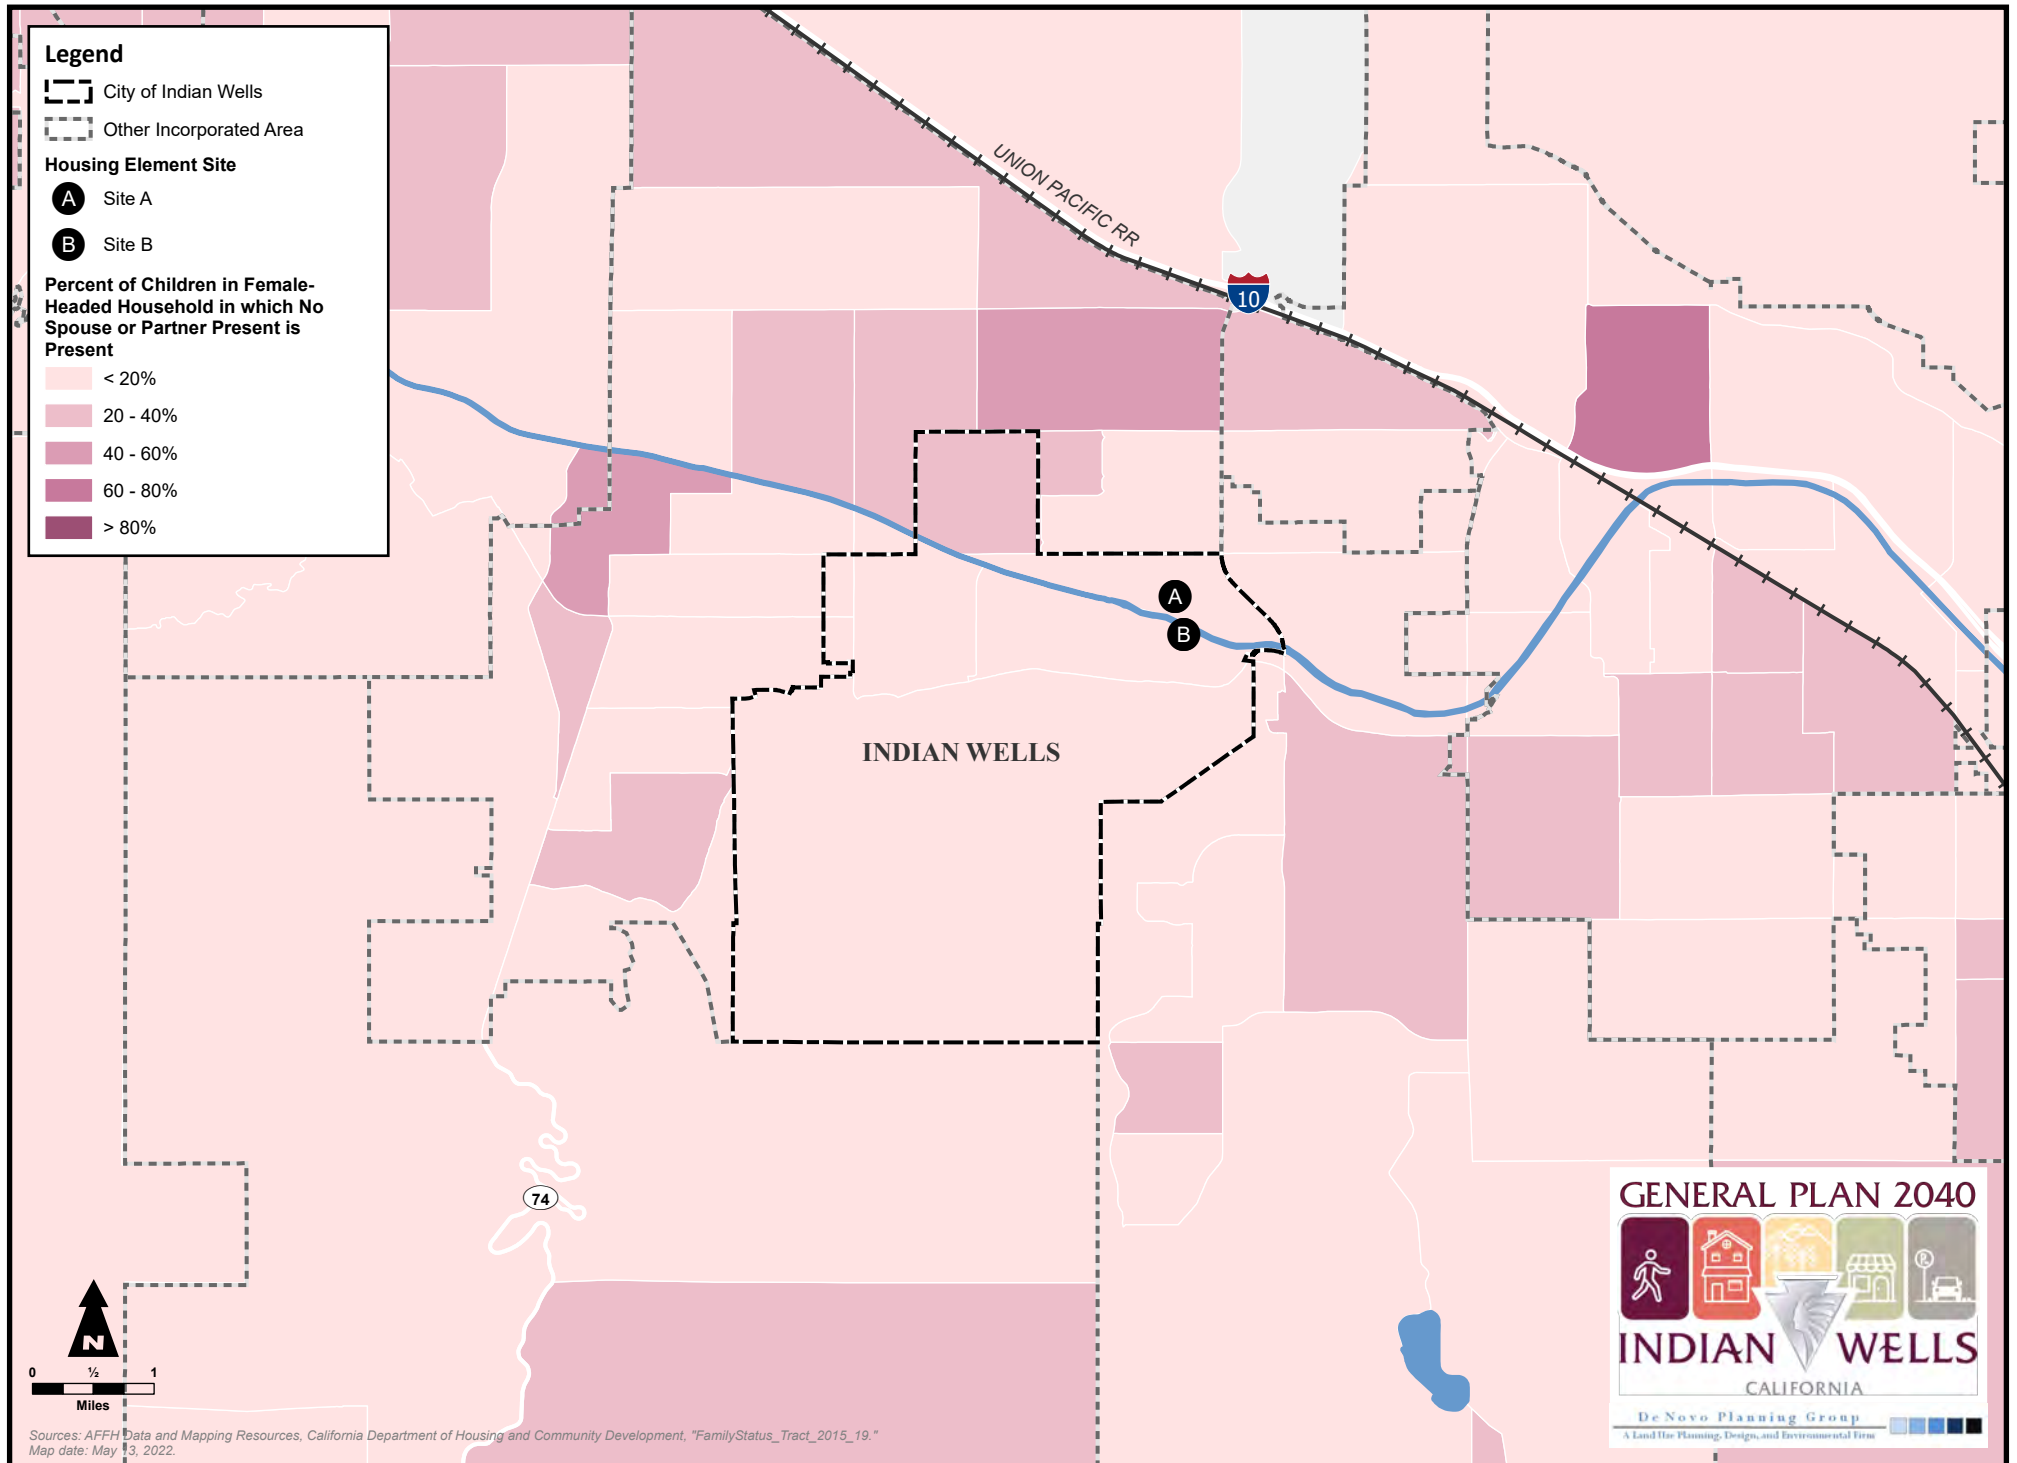 Legend
City of Indian Wells
Other Incorporated Area
Housing Element Site
A Site A
B Site B
Percent of Children in Female-
Headed Household in which No
Spouse or Partner Present is
Present
< 20%
20 - 40%
40 - 60%
60 - 80%
> 80%
UNION PACIFIC RR
10
A
B
INDIAN WELLS
74
N
0 ½ 1
Miles
Sources: AFFH Data and Mapping Resources, California Department of Housing and Community Development, "FamilyStatus_Tract_2015_19."
Map date: May 13, 2022.
GENERAL PLAN 2040
INDIAN WELLS
CALIFORNIA
De Novo Planning Group
A Land Use Planning, Design, and Environmental Firm